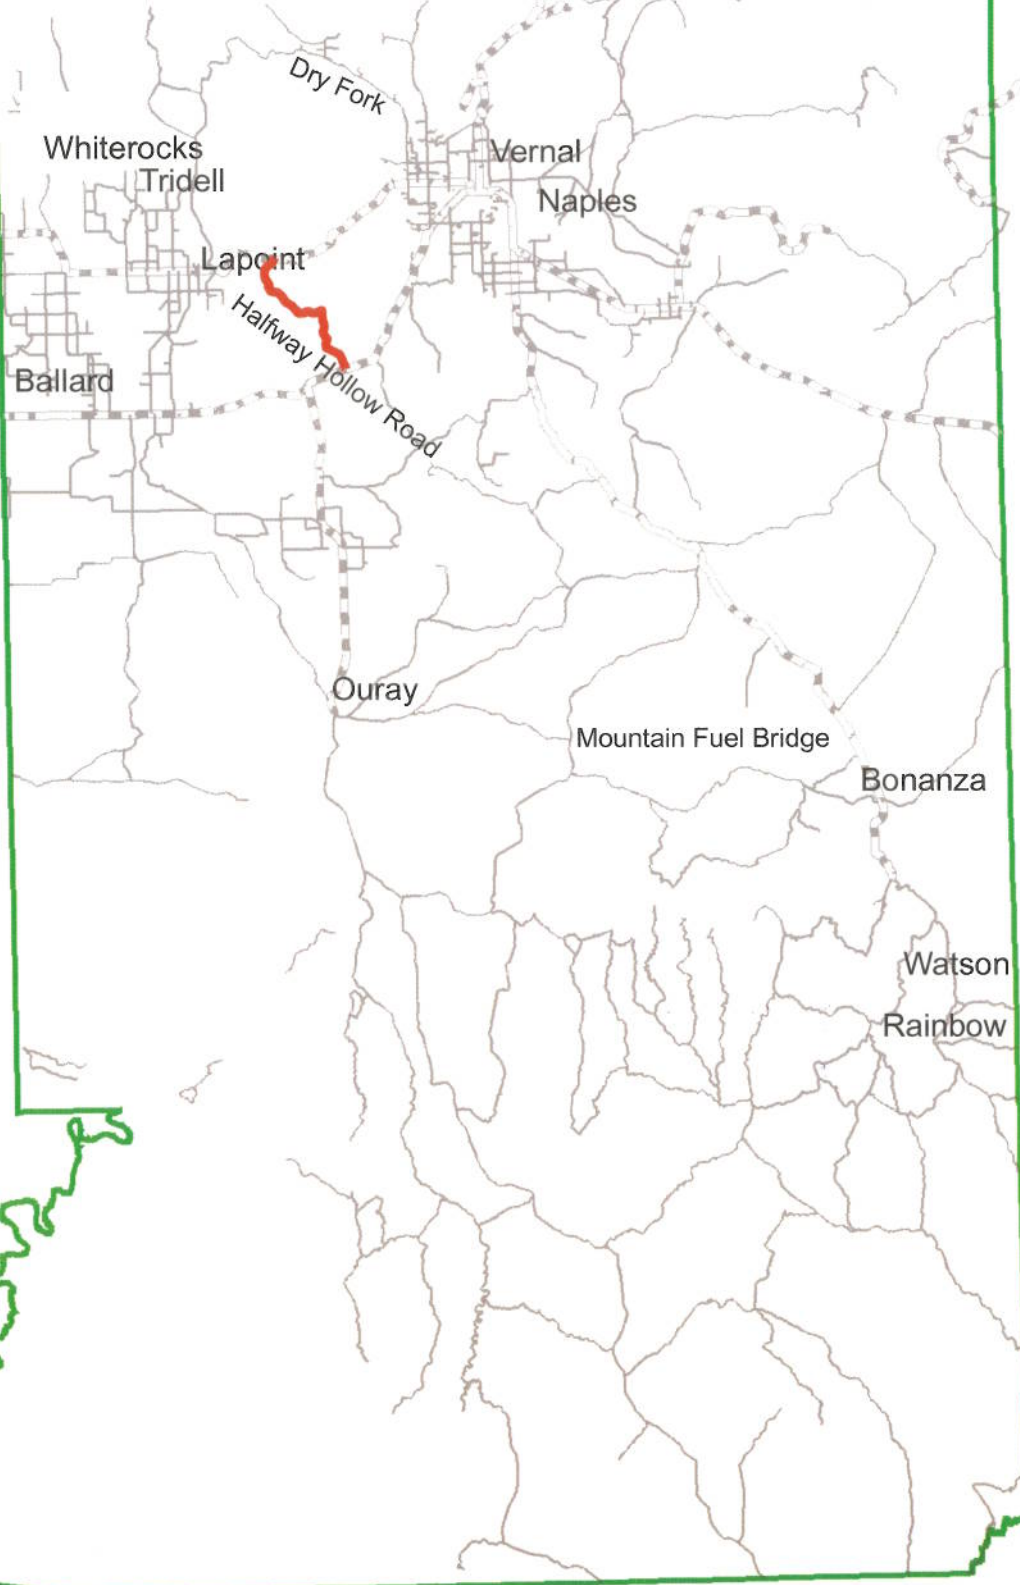 Dry Fork
Whiterocks
Vernal
Tridell
Naples
Lapoint
Halfway Hollow Road
Ballard
Ouray
Mountain Fuel Bridge
Bonanza
Watson
Rainbow